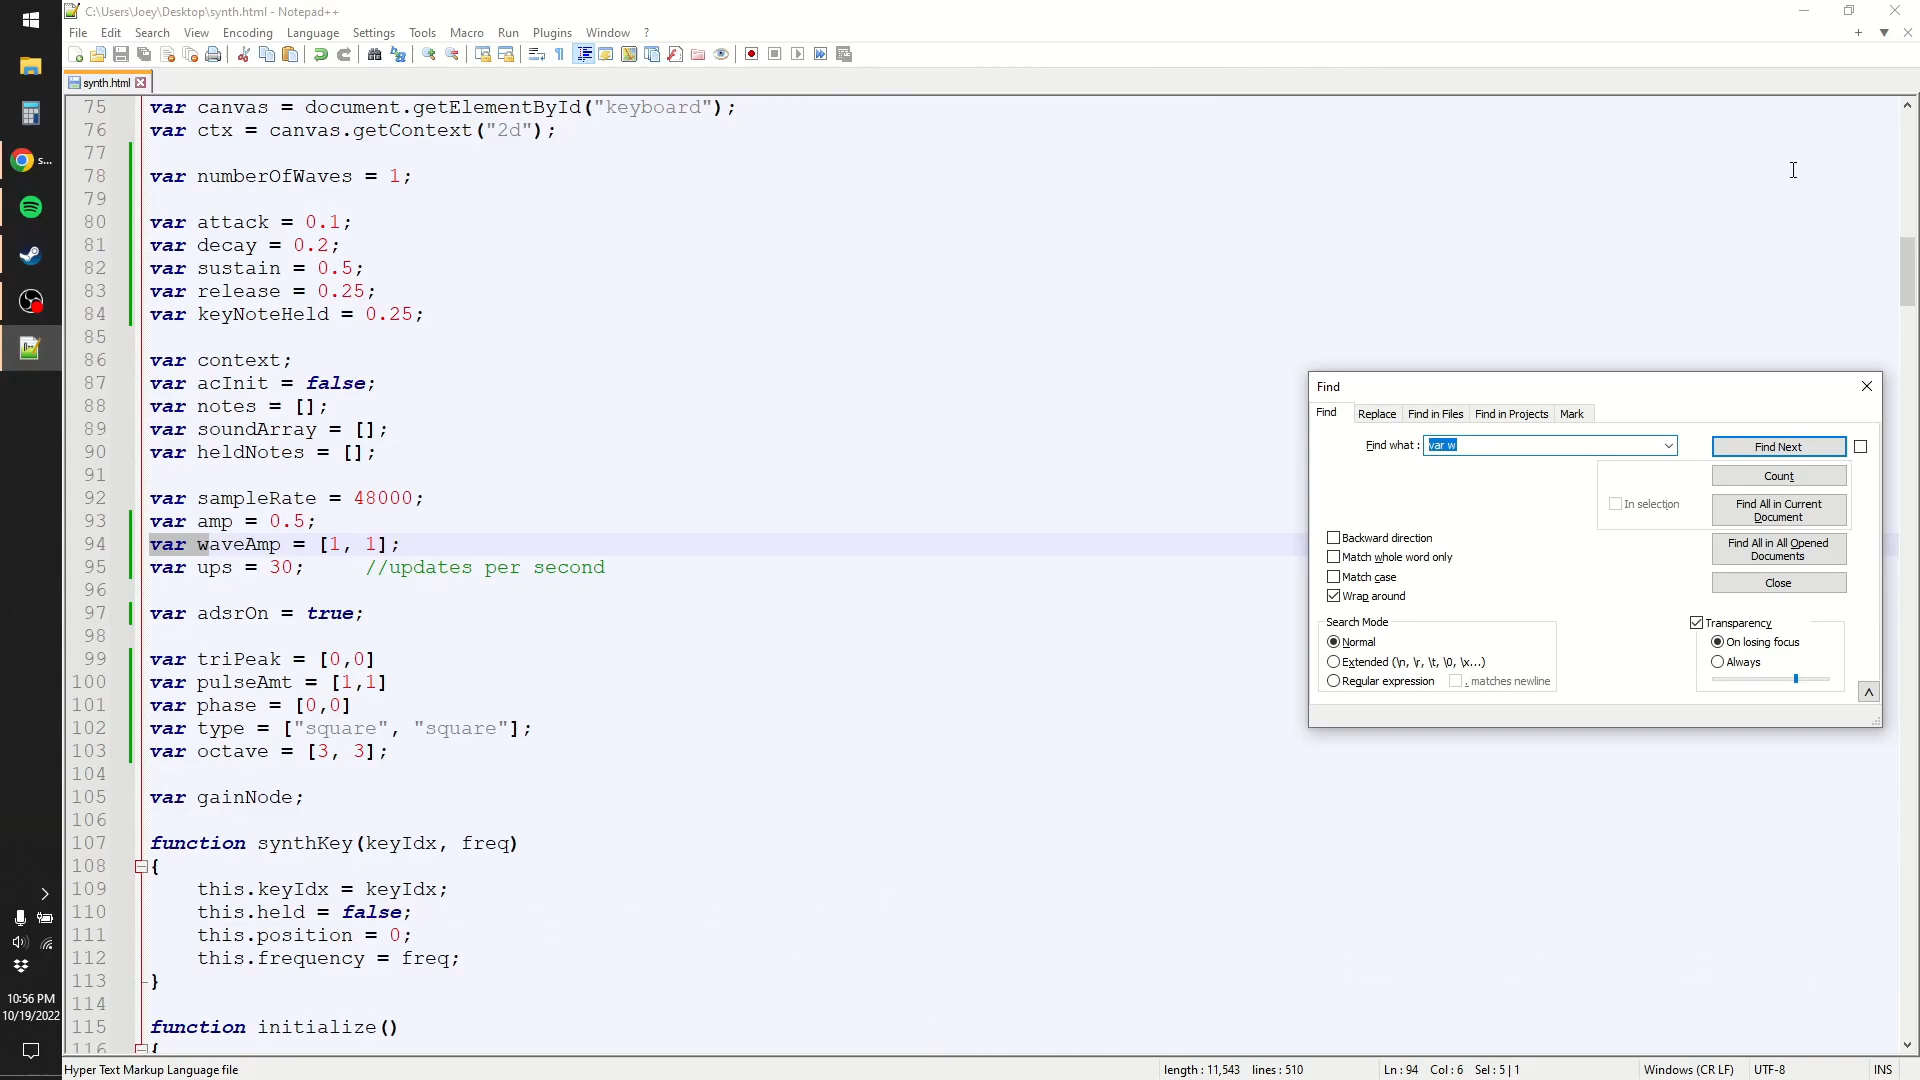 C:\Users\Joey\Desktop\synth.html - Notepad++
File Edit Search View Encoding Language Settings Tools Macro Run Plugins Window ?
synth.html
75 var canvas = document.getElementById("keyboard");
76 var ctx = canvas.getContext("2d");
77
78 var numberOfWaves = 1;
79
80 var attack = 0.1;
81 var decay = 0.2;
82 var sustain = 0.5;
83 var release = 0.25;
84 var keyNoteHeld = 0.25;
85
86 var context;
87 var acInit = false;
88 var notes = [];
89 var soundArray = [];
90 var heldNotes = [];
91
92 var sampleRate = 48000;
93 var amp = 0.5;
94 var waveAmp = [1, 1];
95 var ups = 30; //updates per second
96
97 var adsrOn = true;
98
99 var triPeak = [0,0]
100 var pulseAmt = [1,1]
101 var phase = [0,0]
102 var type = ["square", "square"];
103 var octave = [3, 3];
104
105 var gainNode;
106
107 function synthKey(keyIdx, freq)
108 {
109 this.keyIdx = keyIdx;
110 this.held = false;
111 this.position = 0;
112 this.frequency = freq;
113 }
114
115 function initialize()
116 {
Find
Find Replace Find in Files Find in Projects Mark
Find what : var w
Find Next
Count
In selection
Find All in Current
Document
Find All in All Opened
Documents
Close
Backward direction
Match whole word only
Match case
Wrap around
Search Mode
Normal
Extended (\n, \r, \t, \0, \x...)
Regular expression . matches newline
Transparency
On losing focus
Always
s...
10:56 PM
10/19/2022
Hyper Text Markup Language file length : 11,543 lines : 510 Ln : 94 Col : 6 Sel : 5 | 1 Windows (CR LF) UTF-8 INS